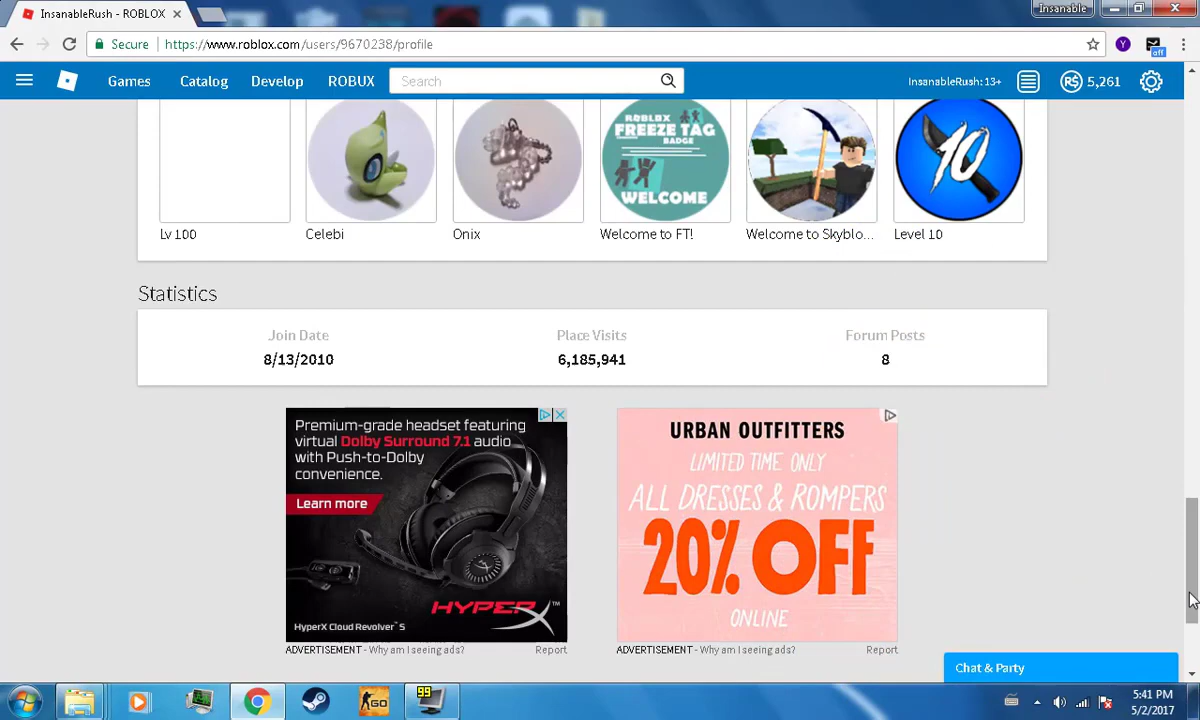 InsanableRush - ROBLOX
Insanable
Secure
https://www.roblox.com/users/9670238/profile
Y
off
Games
Catalog
Develop
ROBUX
Search
InsanableRush: 13+
R$ 5,261
ROBLOX
FREEZE TAG
BADGE
WELCOME
10
Lv 100
Celebi
Onix
Welcome to FT!
Welcome to Skyblo...
Level 10
Statistics
Join Date
Place Visits
Forum Posts
8/13/2010
6,185,941
8
Premium-grade headset featuring
virtual Dolby Surround 7.1 audio
with Push-to-Dolby
convenience.
Learn more
HYPERX™
HyperX Cloud Revolver™ S
ADVERTISEMENT - Why am I seeing ads?
Report
URBAN OUTFITTERS
LIMITED TIME ONLY
ALL DRESSES & ROMPERS
20% OFF
ONLINE
ADVERTISEMENT - Why am I seeing ads?
Report
Chat & Party
GO
99
5:41 PM
5/2/2017